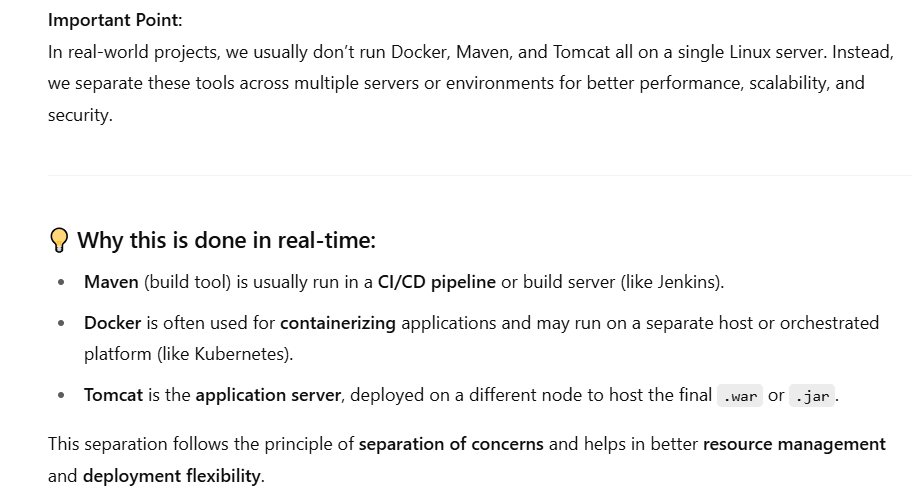 Important Point:
In real-world projects, we usually don’t run Docker, Maven, and Tomcat all on a single Linux server. Instead,
we separate these tools across multiple servers or environments for better performance, scalability, and
security.
💡 Why this is done in real-time:
• Maven (build tool) is usually run in a CI/CD pipeline or build server (like Jenkins).
• Docker is often used for containerizing applications and may run on a separate host or orchestrated
platform (like Kubernetes).
• Tomcat is the application server, deployed on a different node to host the final .war or .jar.
This separation follows the principle of separation of concerns and helps in better resource management
and deployment flexibility.